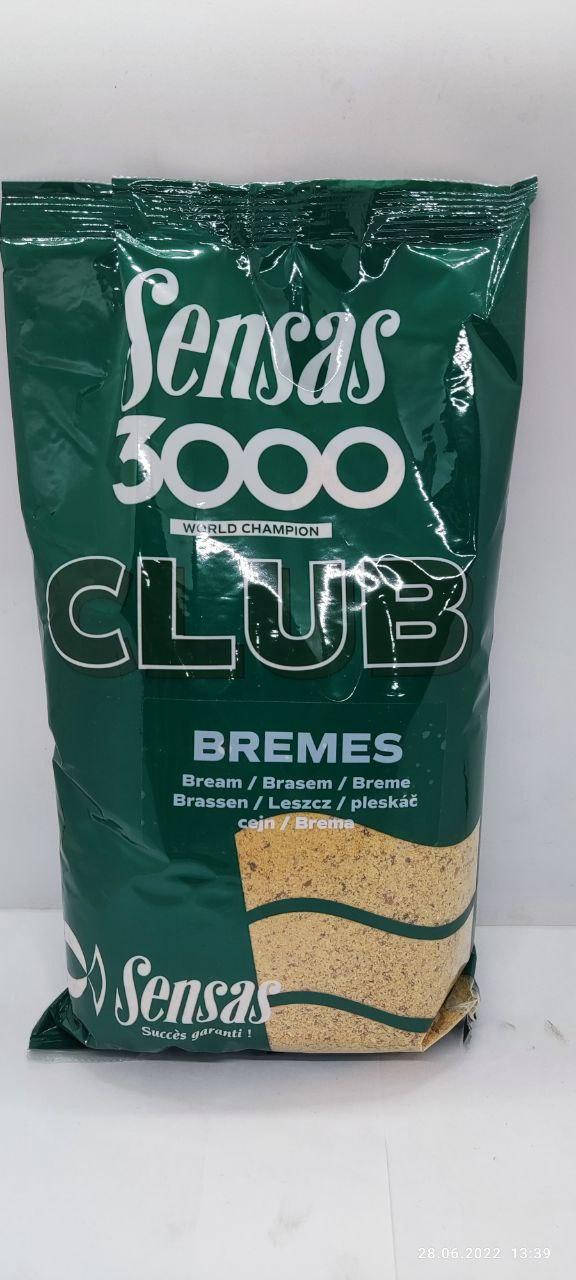 Sensas
3000
WORLD CHAMPION
CLUB
BREMES
Bream / Brasem / Breme
Brassen / Leszcz / pleskáč
cejn / Brema
Sensas
Succès garanti !
28.06.2022 13:39